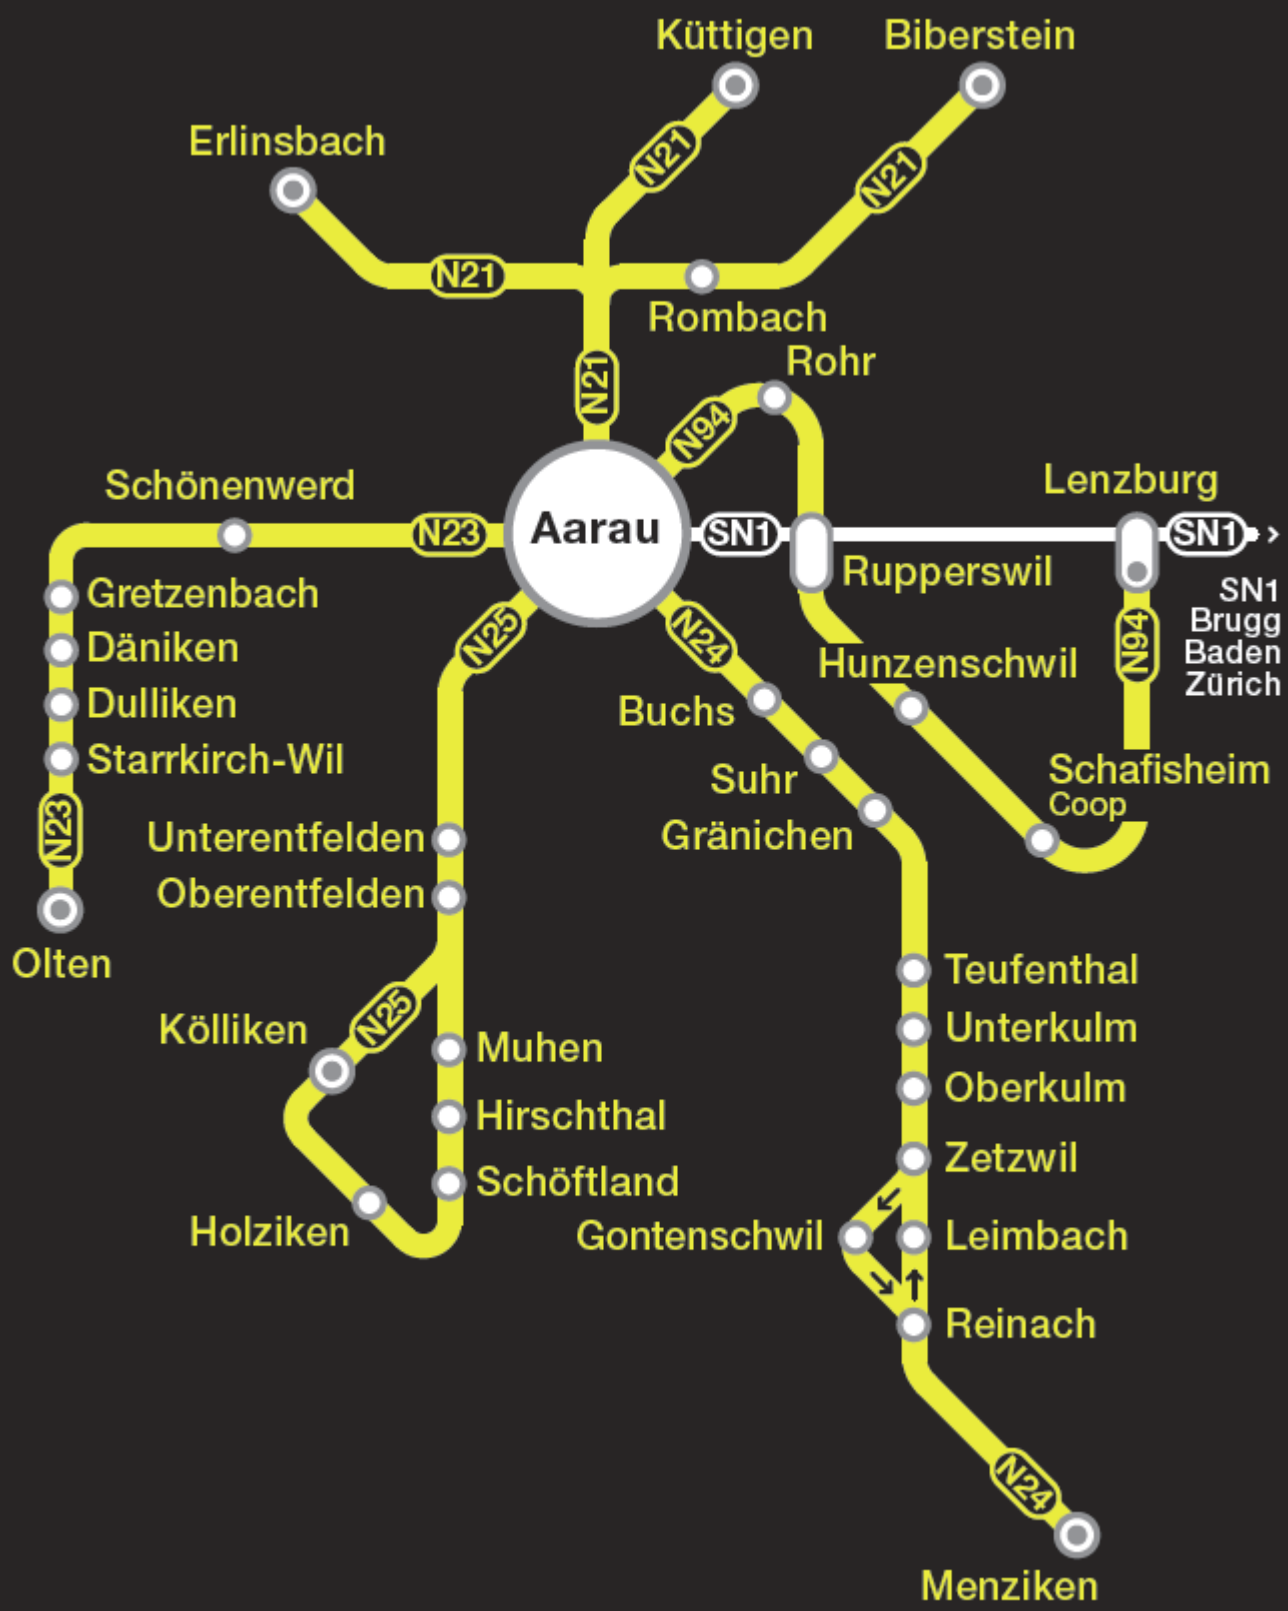 Küttigen
Biberstein
Erlinsbach
N21
N21
N21
Rombach
N21
Rohr
N94
Schönenwerd
Lenzburg
N23
Aarau
SN1
SN1
Rupperswil
SN1
Brugg
Baden
Zürich
Gretzenbach
N25
N24
N94
Däniken
Hunzenschwil
Dulliken
Buchs
Starrkirch-Wil
Suhr
Schafisheim
Coop
N23
Unterentfelden
Gränichen
Oberentfelden
Olten
Teufenthal
N25
Kölliken
Unterkulm
Muhen
Oberkulm
Hirschthal
Zetzwil
Schöftland
Holziken
Gontenschwil
Leimbach
Reinach
N24
Menziken